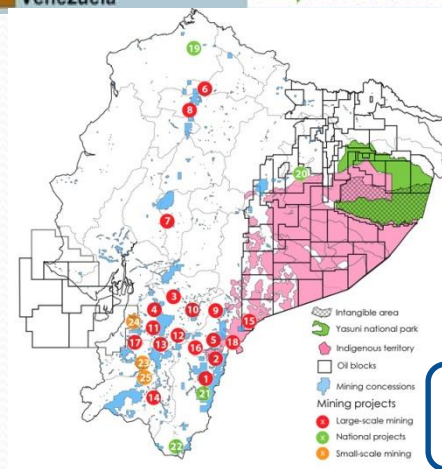 Venezuela
19
6
8
20
7
3
10
9
4
24
15
11
12
5
18
17
13
16
2
23
25
1
21
14
22
Intangible area
Yasuni national park
Indigenous territory
Oil blocks
Mining concessions
Mining projects
x Large-scale mining
x National projects
x Small-scale mining